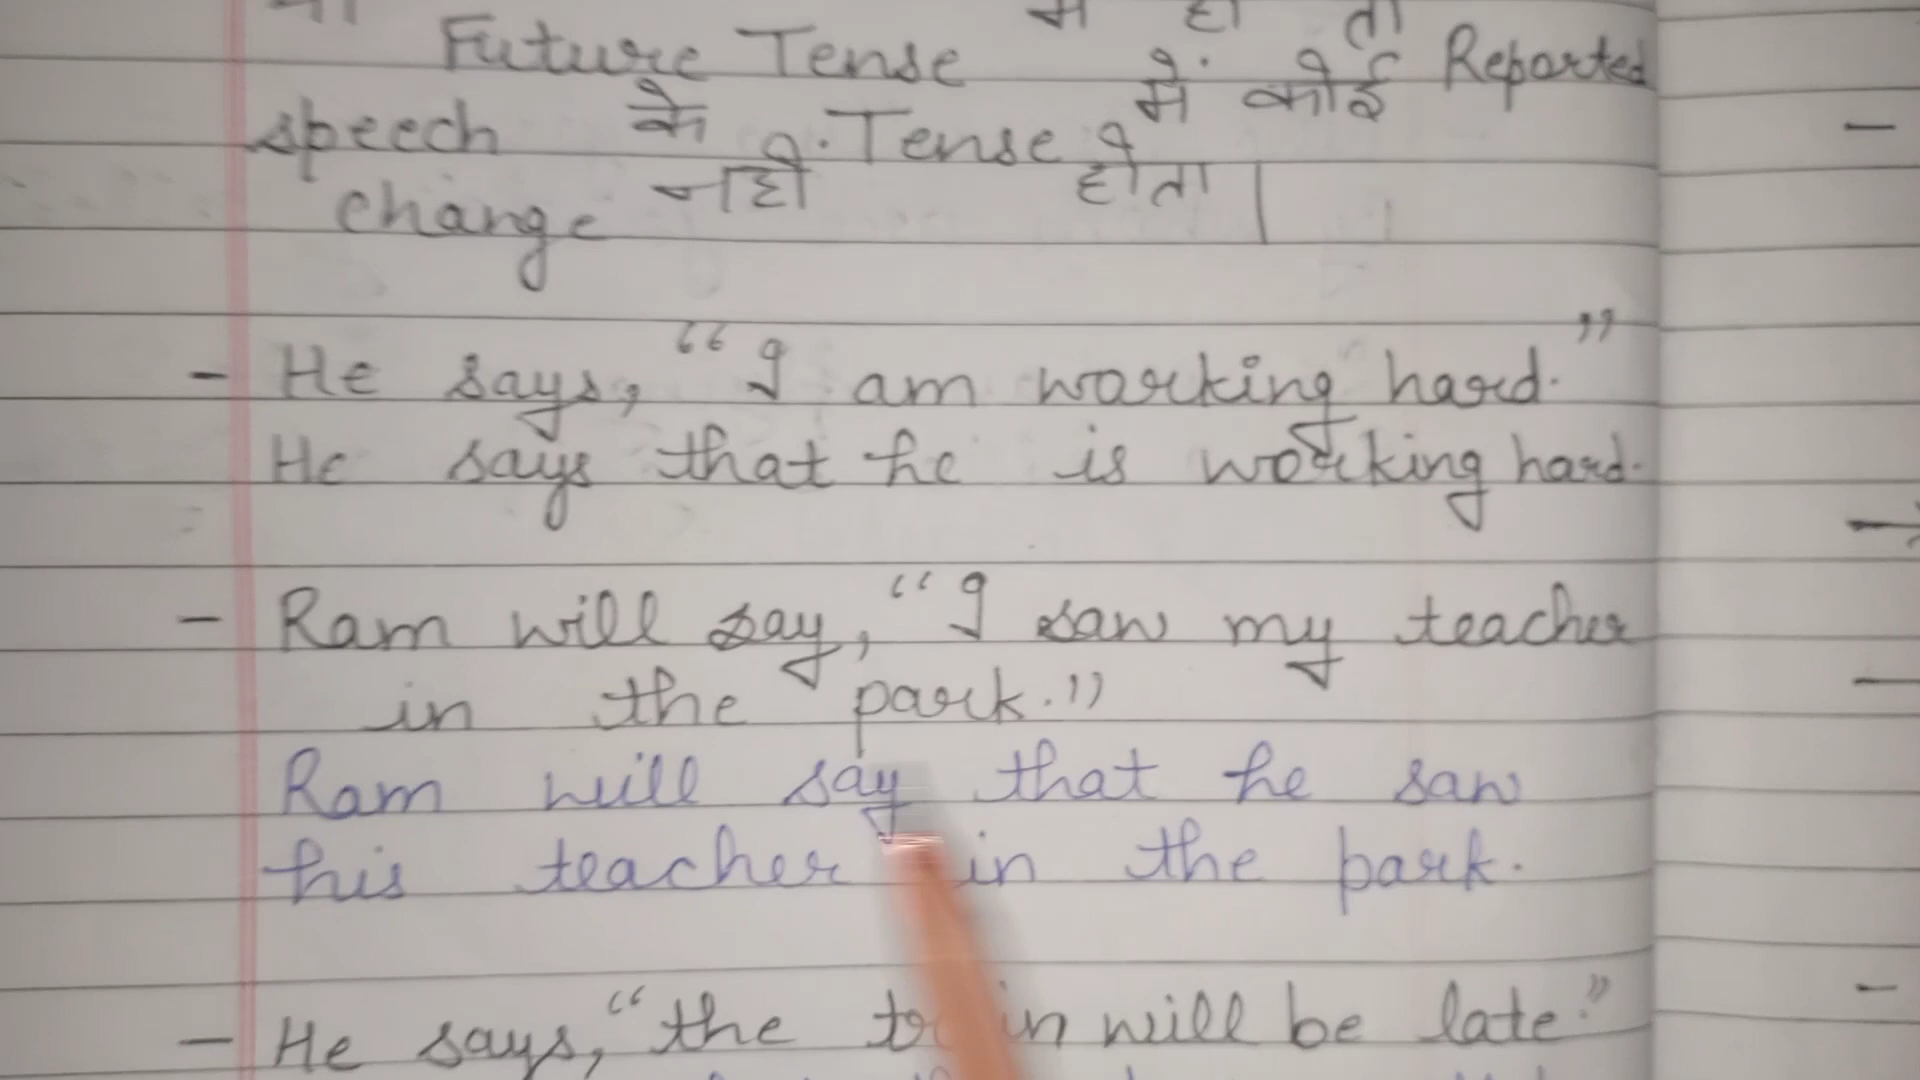 Future Tense में हो तो
speech के Tense में कोई Reported
change नहीं होता |
- He says, “I am working hard.”
He says that he is working hard.
- Ram will say, “I saw my teacher
in the park.”
Ram will say that he saw
his teacher in the park.
- He says, “the train will be late.”